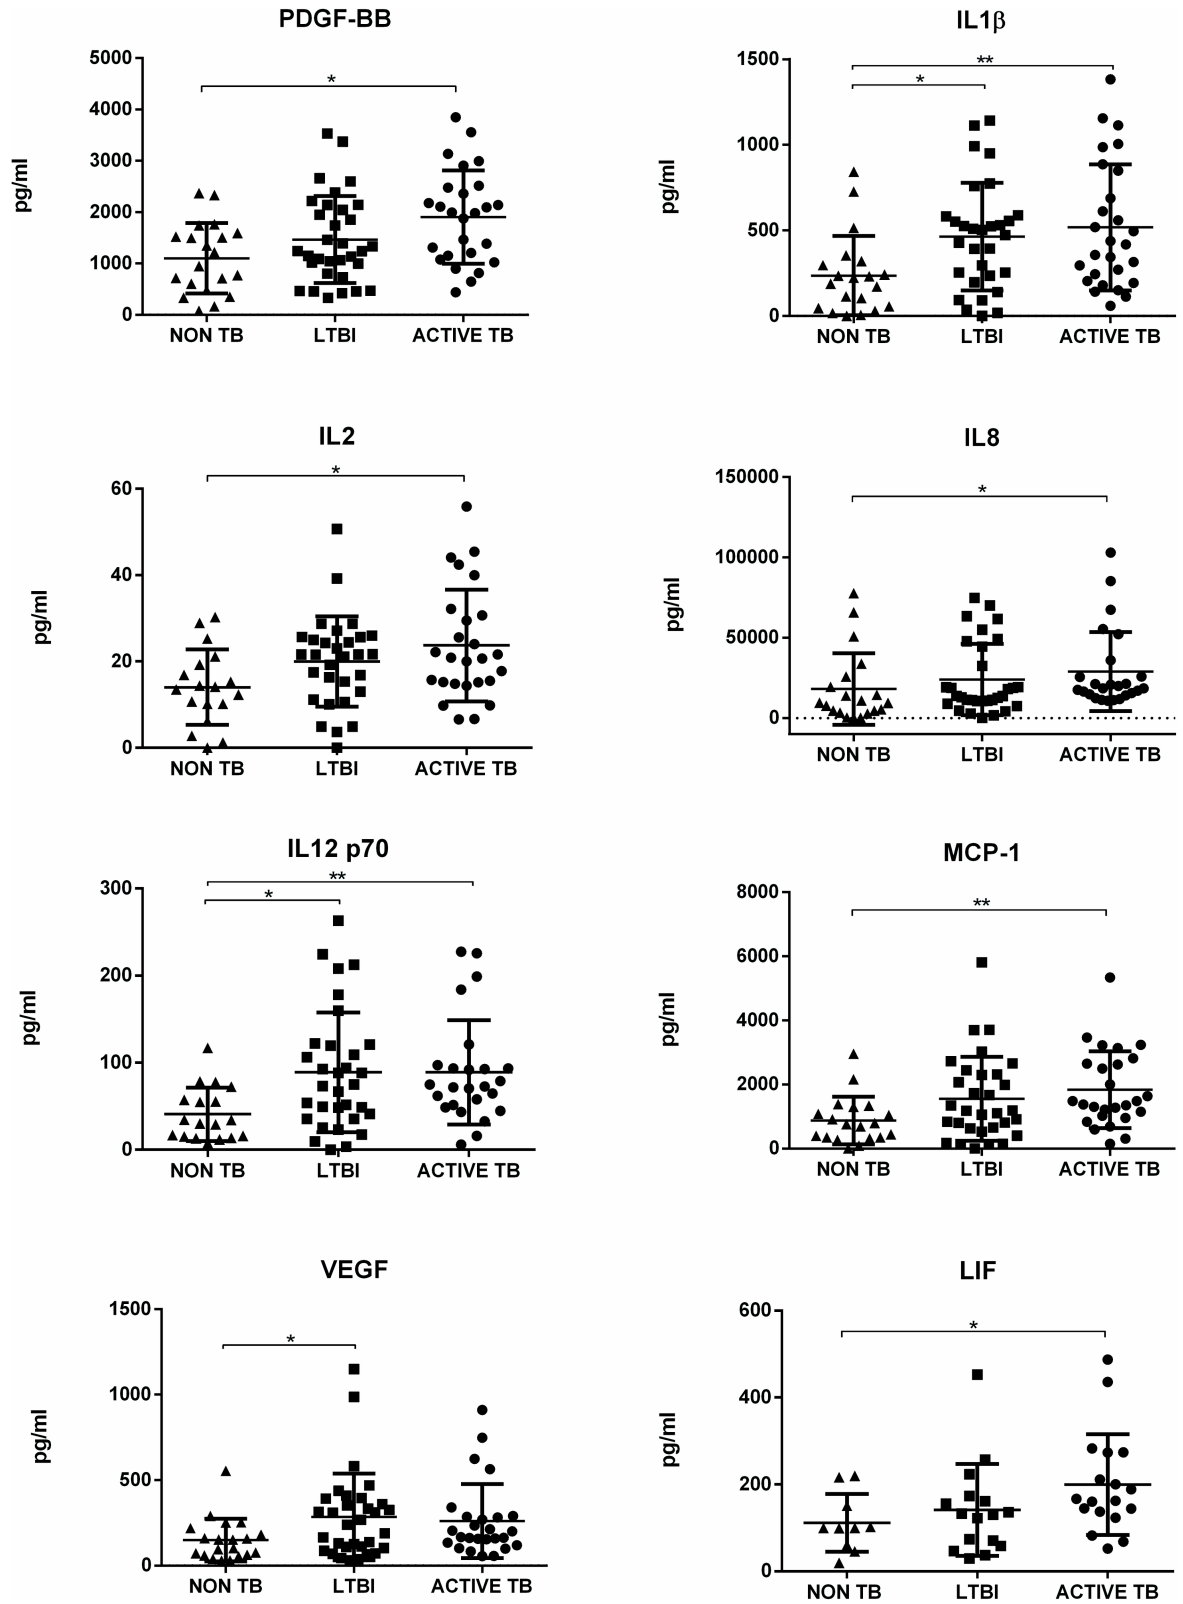 PDGF-BB
5000
4000
3000
2000
1000
0
pg/ml
*
NON TB LTBI ACTIVE TB
IL1β
1500
1000
500
0
pg/ml
**
*
NON TB LTBI ACTIVE TB
IL2
60
40
20
0
pg/ml
*
NON TB LTBI ACTIVE TB
IL8
150000
100000
50000
0
pg/ml
*
NON TB LTBI ACTIVE TB
IL12 p70
300
200
100
0
pg/ml
**
*
NON TB LTBI ACTIVE TB
MCP-1
8000
6000
4000
2000
0
pg/ml
**
NON TB LTBI ACTIVE TB
VEGF
1500
1000
500
0
pg/ml
*
NON TB LTBI ACTIVE TB
LIF
600
400
200
0
pg/ml
*
NON TB LTBI ACTIVE TB